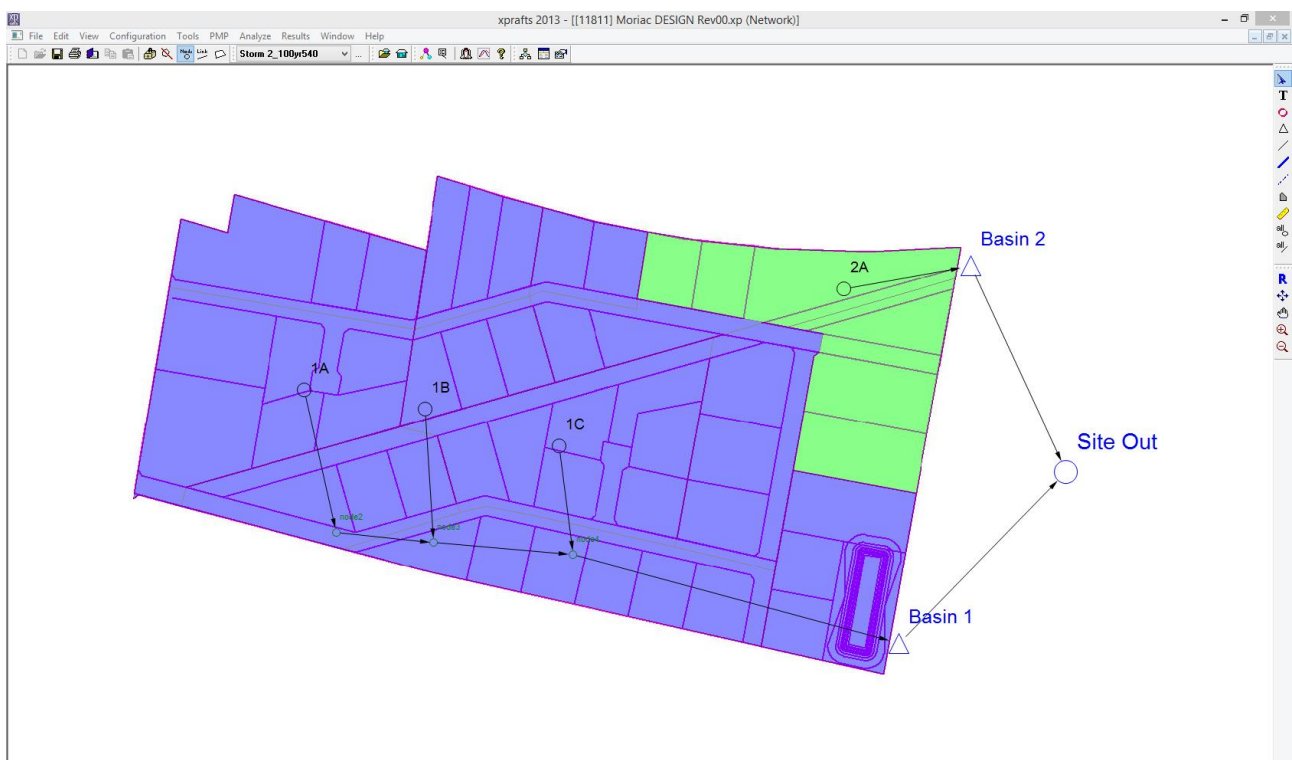 xprafts 2013 - [[11811] Moriac DESIGN Rev00.xp (Network)]
File Edit View Configuration Tools PMP Analyze Results Window Help
Storm 2_100yr540
T
Basin 2
2A
R
1A
1B
1C
Site Out
node2
node3
node4
Basin 1